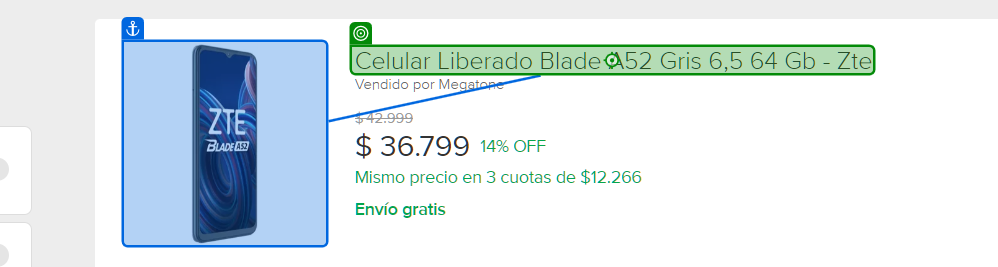 Celular Liberado Blade A52 Gris 6,5 64 Gb - Zte
Vendido por Megatone
$ 42.999
$ 36.799 14% OFF
Mismo precio en 3 cuotas de $12.266
Envío gratis
ZTE
BLADE A52